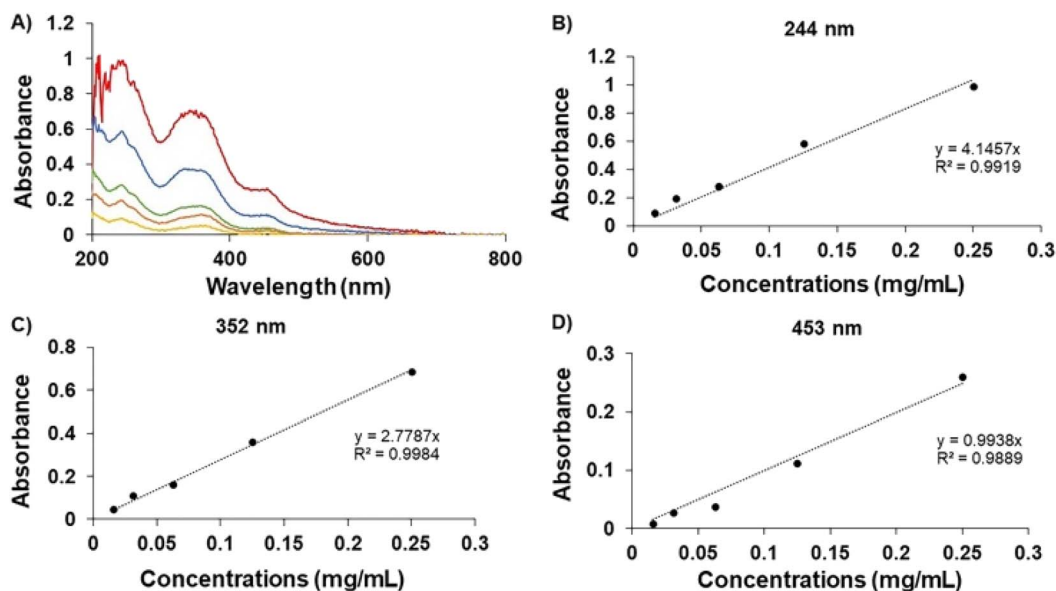 A)
1.2
1
0.8
0.6
0.4
0.2
0
200
400
600
800
Absorbance
Wavelength (nm)
B)
244 nm
1.2
1
0.8
0.6
0.4
0.2
0
0
0.05
0.1
0.15
0.2
0.25
0.3
Absorbance
y = 4.1457x
R² = 0.9919
Concentrations (mg/mL)
C)
352 nm
0.8
0.6
0.4
0.2
0
0
0.05
0.1
0.15
0.2
0.25
0.3
Absorbance
y = 2.7787x
R² = 0.9984
Concentrations (mg/mL)
D)
453 nm
0.3
0.2
0.1
0
0
0.05
0.1
0.15
0.2
0.25
0.3
Absorbance
y = 0.9938x
R² = 0.9889
Concentrations (mg/mL)